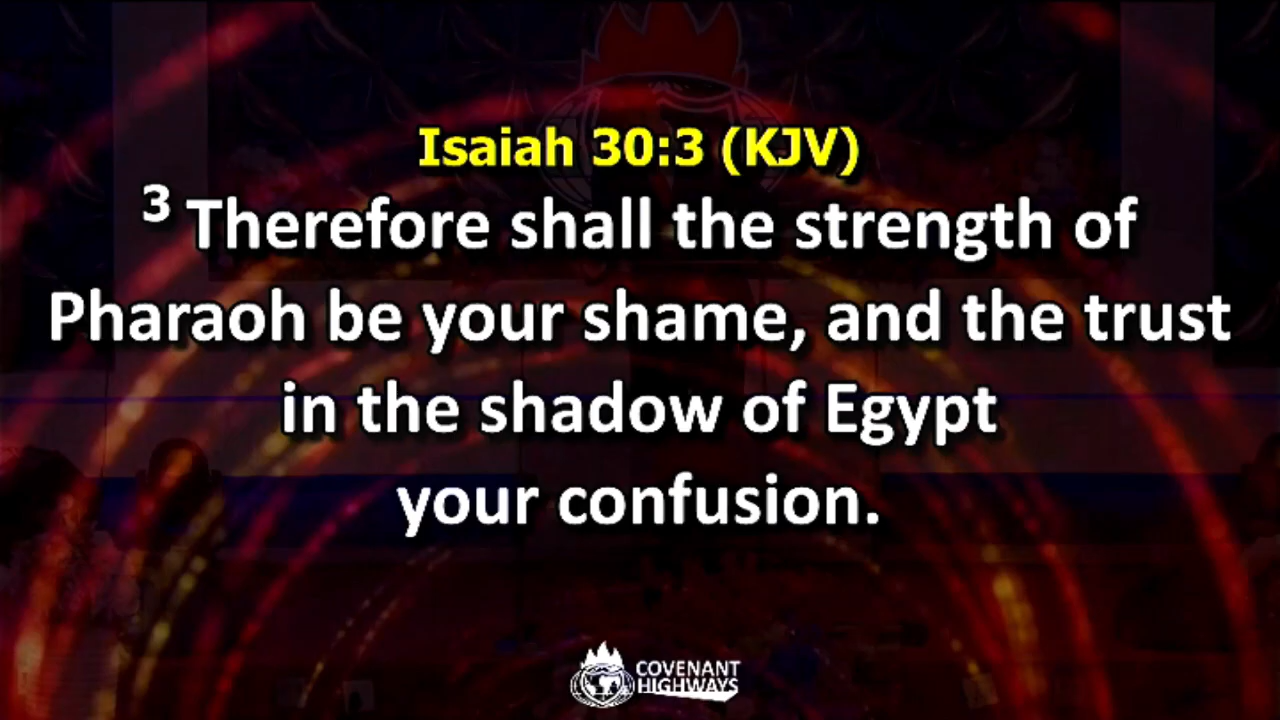 Isaiah 30:3 (KJV)
3 Therefore shall the strength of
Pharaoh be your shame, and the trust
in the shadow of Egypt
your confusion.
COVENANT
HIGHWAYS